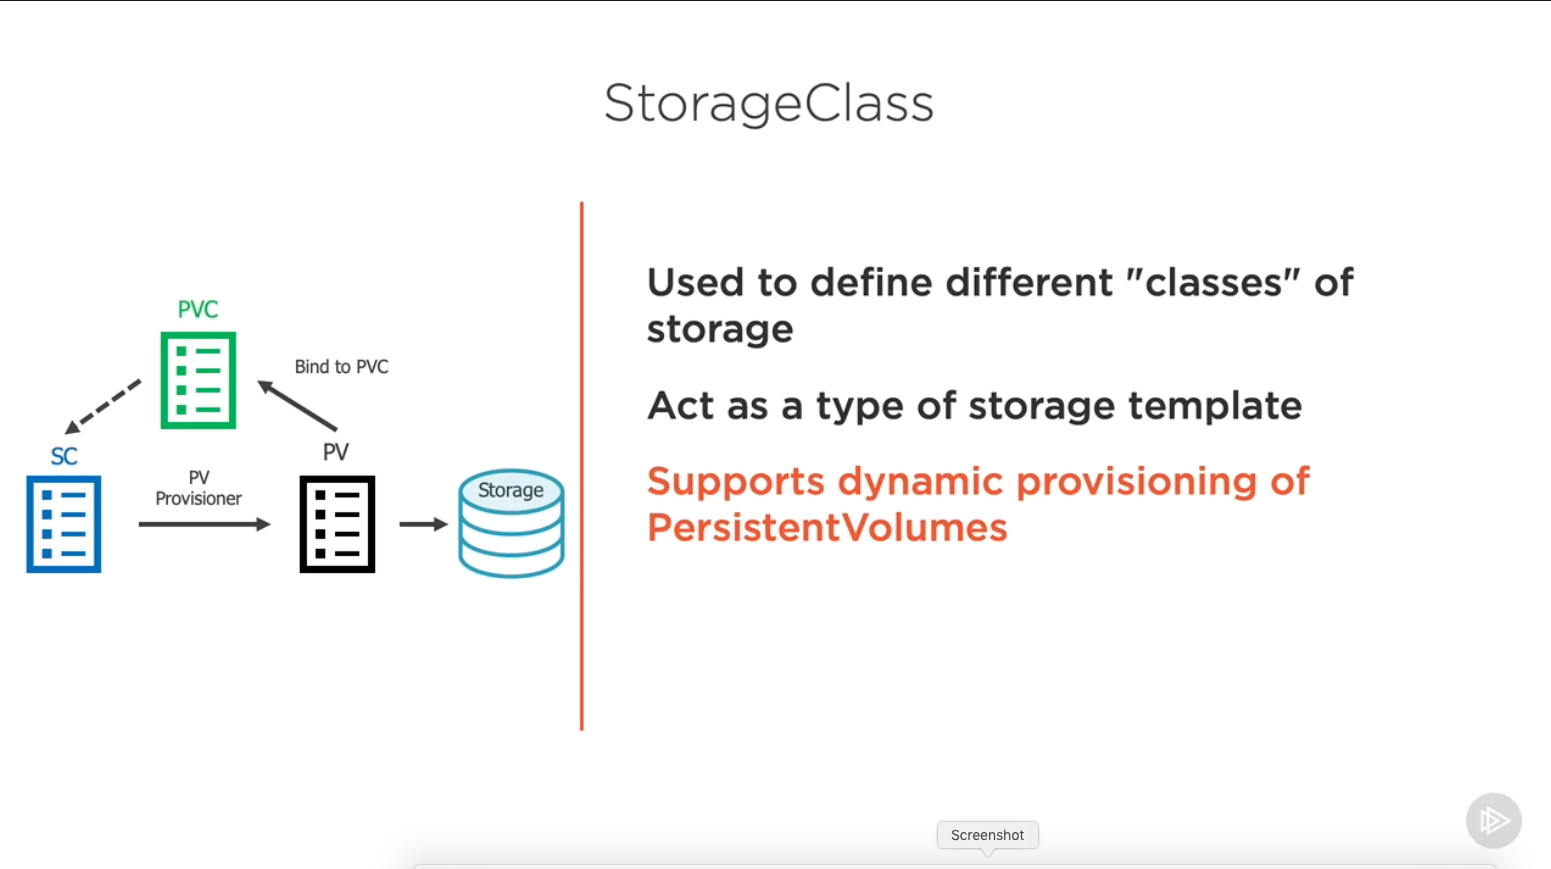 StorageClass
PVC
Bind to PVC
SC
PV
Provisioner
PV
Storage
Used to define different "classes" of
storage
Act as a type of storage template
Supports dynamic provisioning of
PersistentVolumes
Screenshot